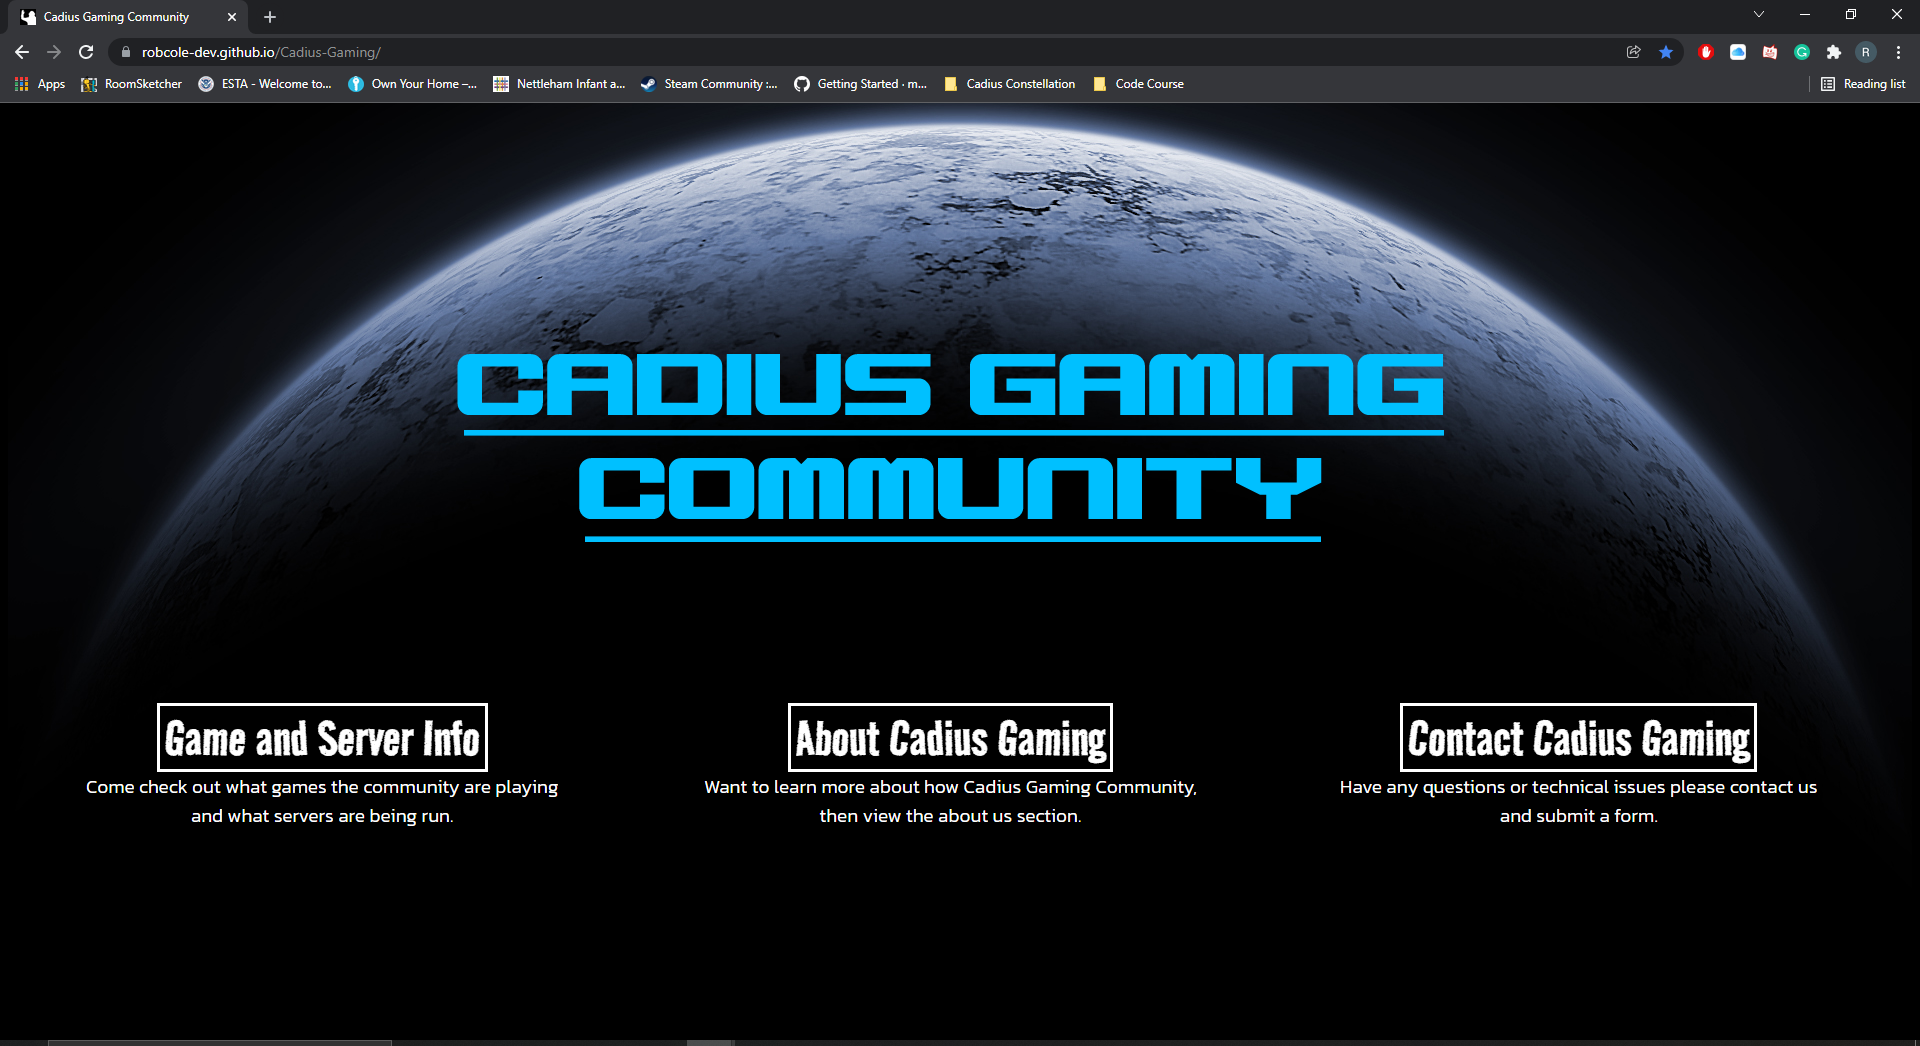 Cadius Gaming Community
robcole-dev.github.io/Cadius-Gaming/
R
Apps RoomSketcher ESTA - Welcome to... Own Your Home –... Nettleham Infant a... Steam Community :... Getting Started · m... Cadius Constellation Code Course Reading list
CADIUS GAMING
COMMUNITY
Game and Server Info
Come check out what games the community are playing
and what servers are being run.
About Cadius Gaming
Want to learn more about how Cadius Gaming Community,
then view the about us section.
Contact Cadius Gaming
Have any questions or technical issues please contact us
and submit a form.